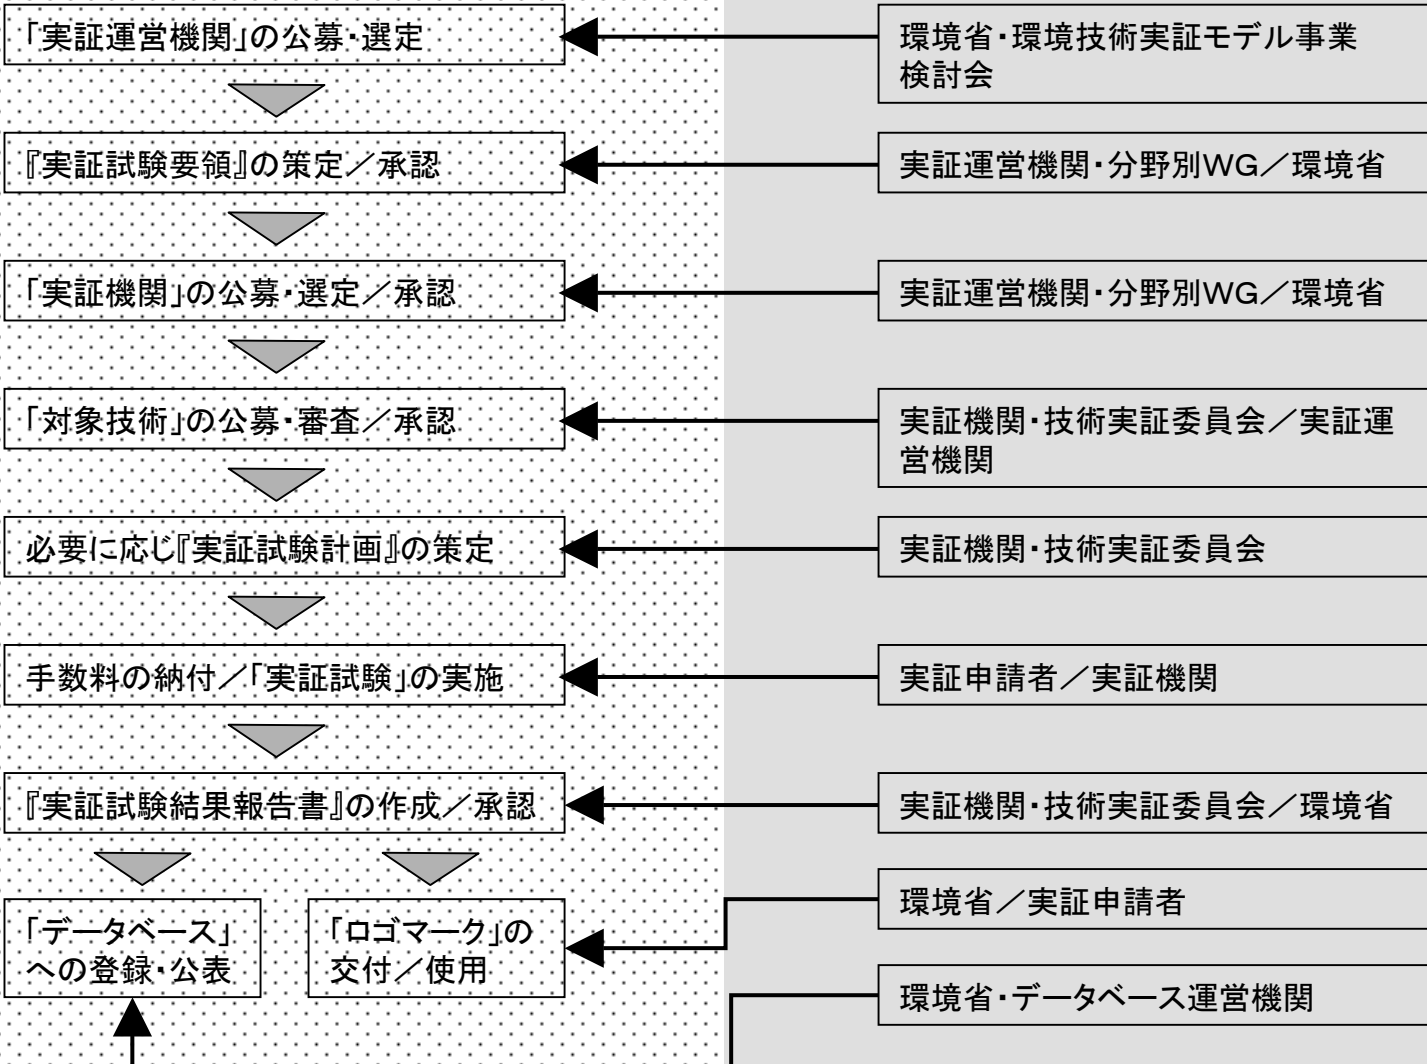 「実証運営機関」の公募・選定
環境省・環境技術実証モデル事業
検討会
『実証試験要領』の策定／承認
実証運営機関・分野別WG／環境省
「実証機関」の公募・選定／承認
実証運営機関・分野別WG／環境省
「対象技術」の公募・審査／承認
実証機関・技術実証委員会／実証運
営機関
必要に応じ『実証試験計画』の策定
実証機関・技術実証委員会
手数料の納付／「実証試験」の実施
実証申請者／実証機関
『実証試験結果報告書』の作成／承認
実証機関・技術実証委員会／環境省
「データベース」
への登録・公表
「ロゴマーク」の
交付／使用
環境省／実証申請者
環境省・データベース運営機関